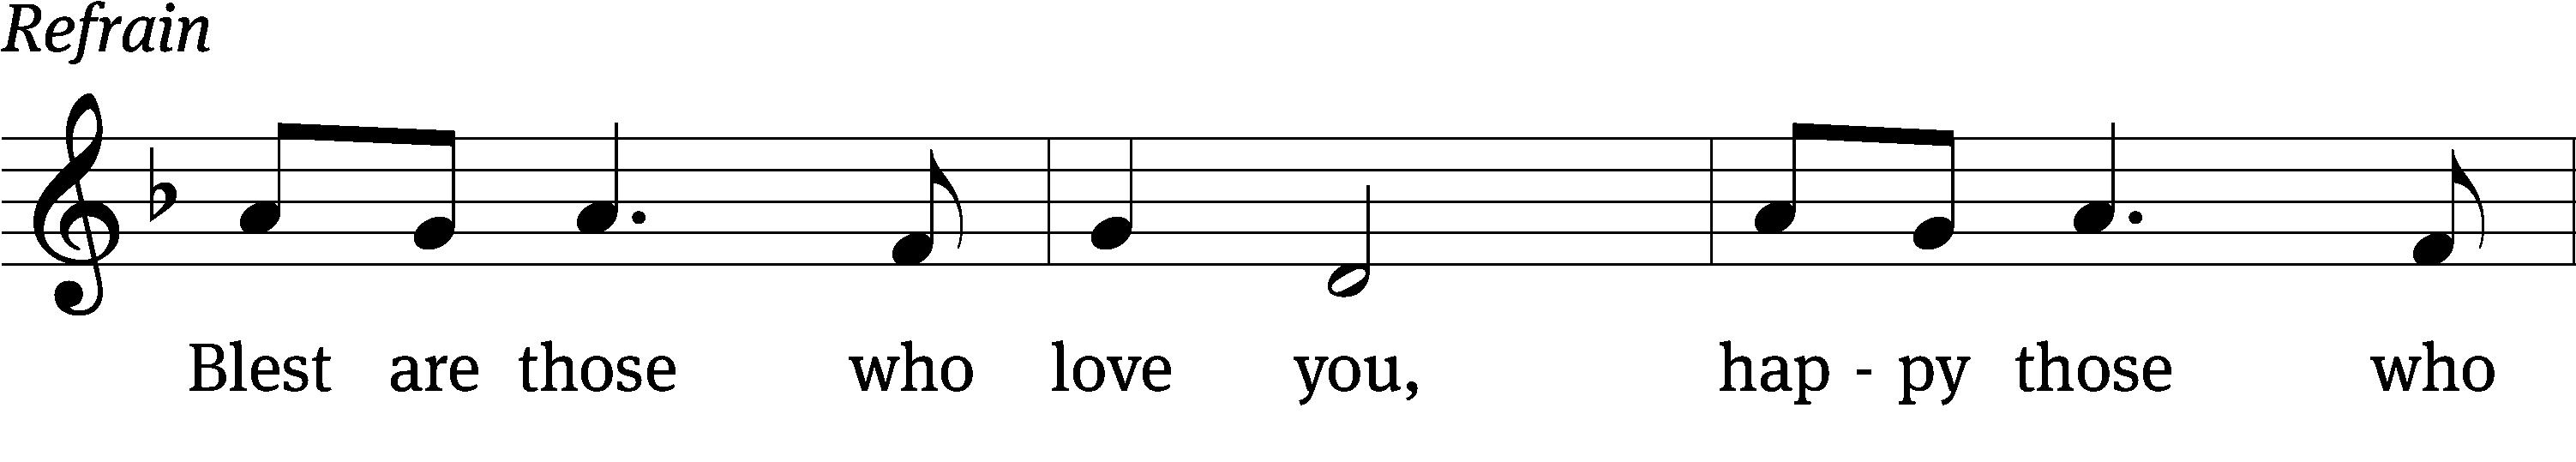 Refrain
Blest are those who love you, hap - py those who